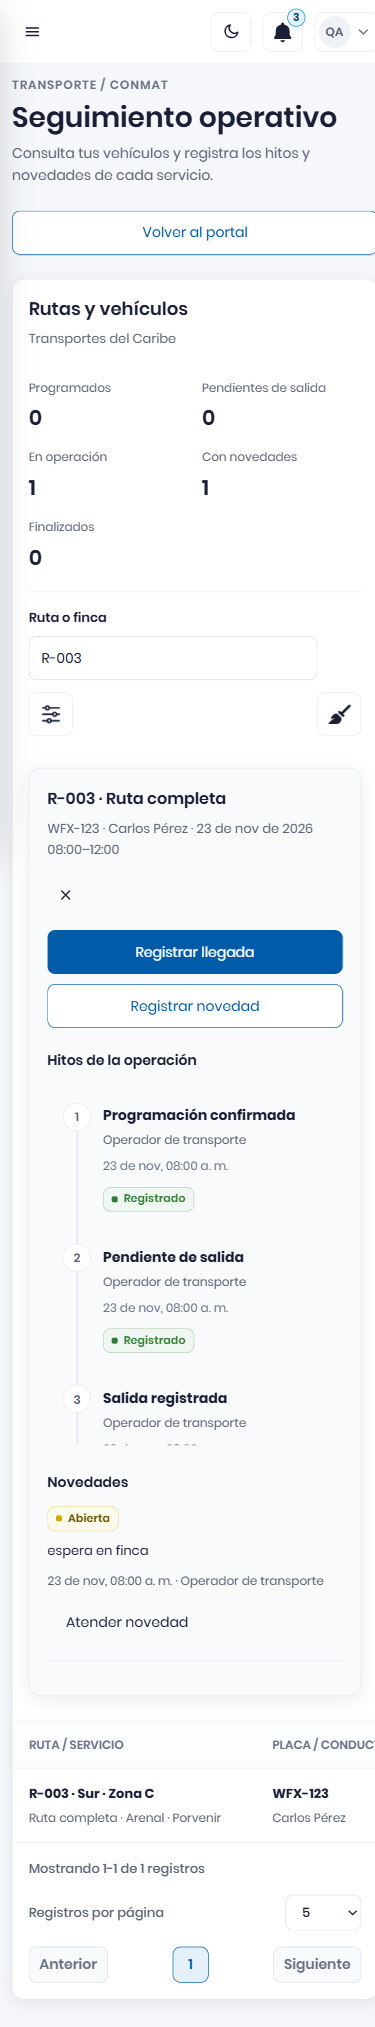 3
QA
TRANSPORTE / CONMAT
Seguimiento operativo
Consulta tus vehículos y registra los hitos y
novedades de cada servicio.
Volver al portal
Rutas y vehículos
Transportes del Caribe
Programados
Pendientes de salida
0
0
En operación
Con novedades
1
1
Finalizados
0
Ruta o finca
R-003
R-003 · Ruta completa
WFX-123 · Carlos Pérez · 23 de nov de 2026
08:00–12:00
Registrar llegada
Registrar novedad
Hitos de la operación
1
Programación confirmada
Operador de transporte
23 de nov, 08:00 a. m.
Registrado
2
Pendiente de salida
Operador de transporte
23 de nov, 08:00 a. m.
Registrado
3
Salida registrada
Operador de transporte
Novedades
Abierta
espera en finca
23 de nov, 08:00 a. m. · Operador de transporte
Atender novedad
RUTA / SERVICIO
PLACA / CONDUC
R-003 · Sur · Zona C
WFX-123
Ruta completa · Arenal · Porvenir
Carlos Pérez
Mostrando 1-1 de 1 registros
Registros por página
5
Anterior
1
Siguiente